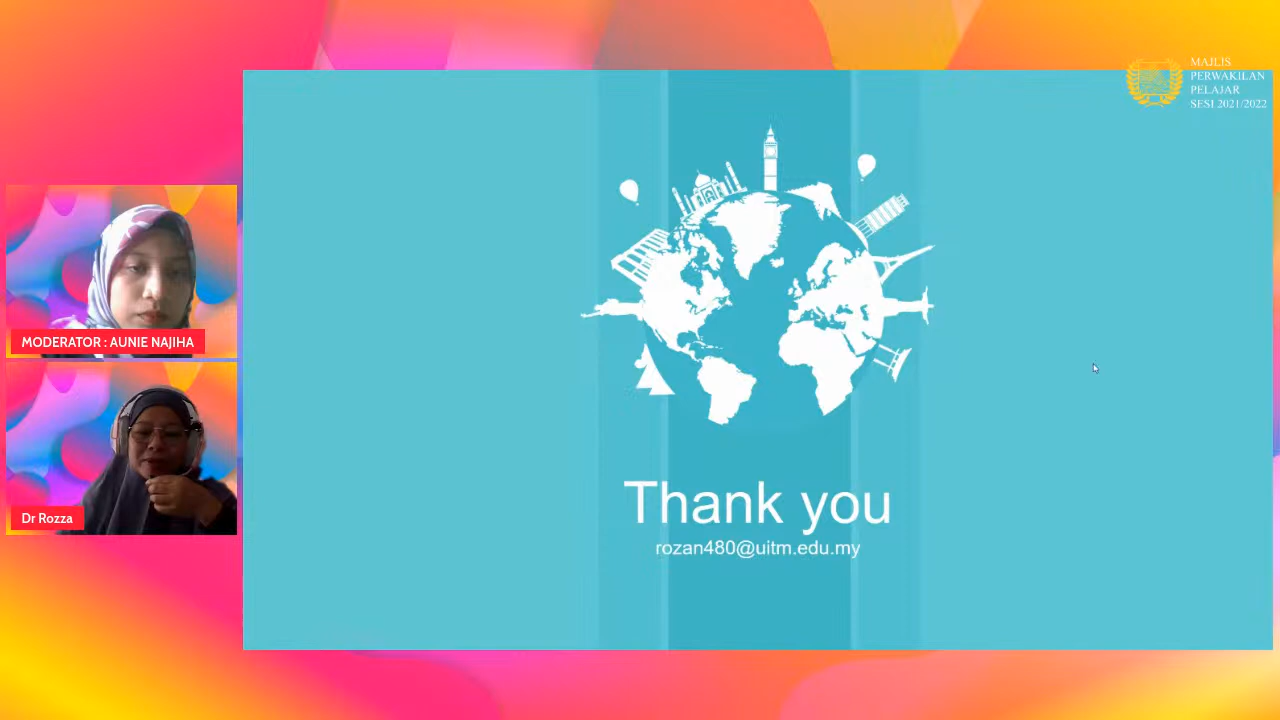 MAJLIS
PERWAKILAN
PELAJAR
SESI 2021/2022
MODERATOR : AUNIE NAJIHA
Dr Rozza
Thank you
rozan480@uitm.edu.my